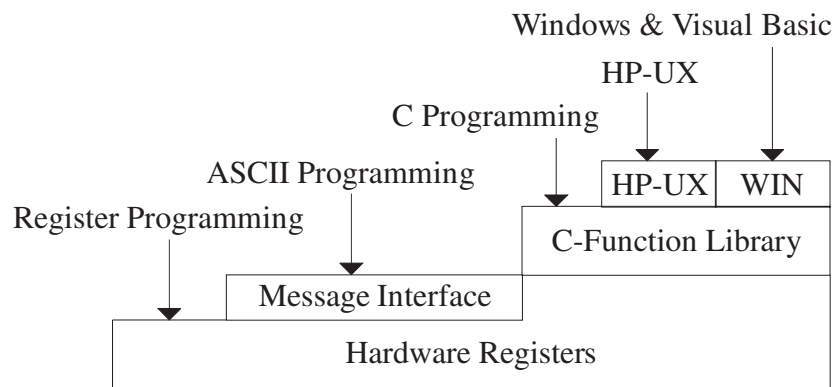 Windows & Visual Basic
HP-UX
C Programming
ASCII Programming
HP-UX WIN
Register Programming
C-Function Library
Message Interface
Hardware Registers